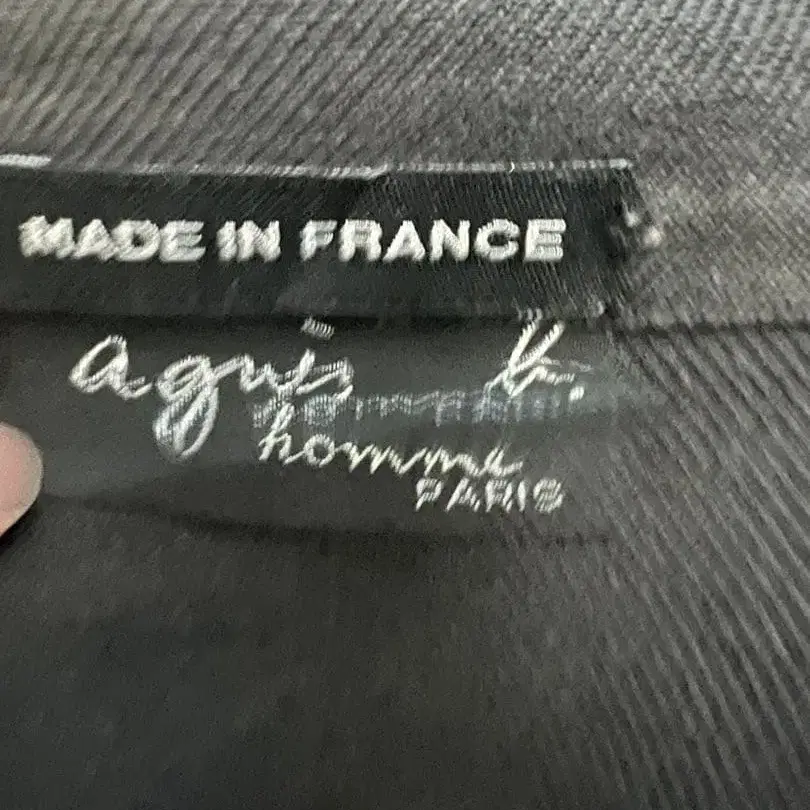 MADE IN FRANCE
agnès b.
homme
PARIS